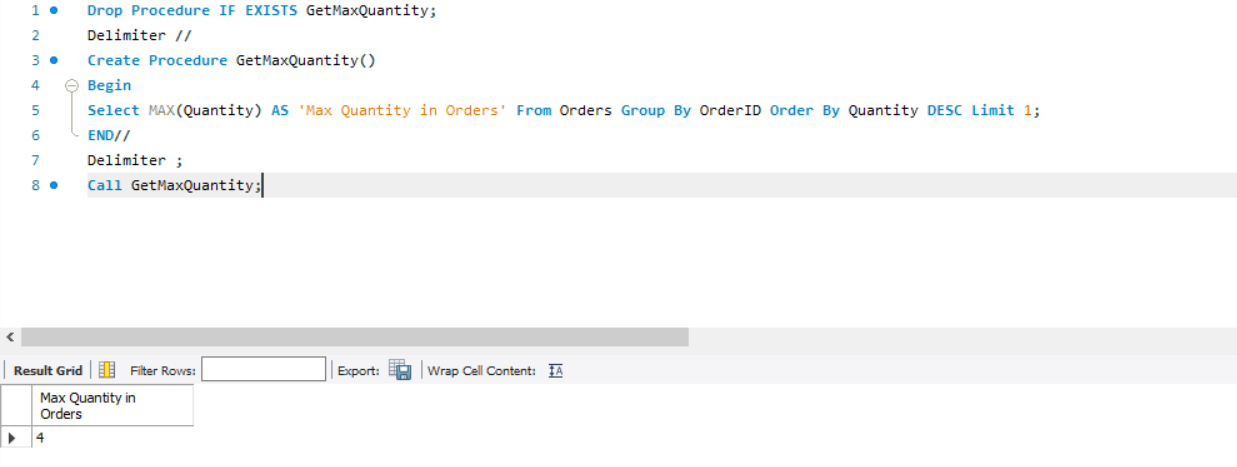 1 Drop Procedure IF EXISTS GetMaxQuantity;
2 Delimiter //
3 Create Procedure GetMaxQuantity()
4 Begin
5 Select MAX(Quantity) AS 'Max Quantity in Orders' From Orders Group By OrderID Order By Quantity DESC Limit 1;
6 END//
7 Delimiter ;
8 Call GetMaxQuantity;
Result Grid Filter Rows: Export: Wrap Cell Content: IA
Max Quantity in
Orders
4